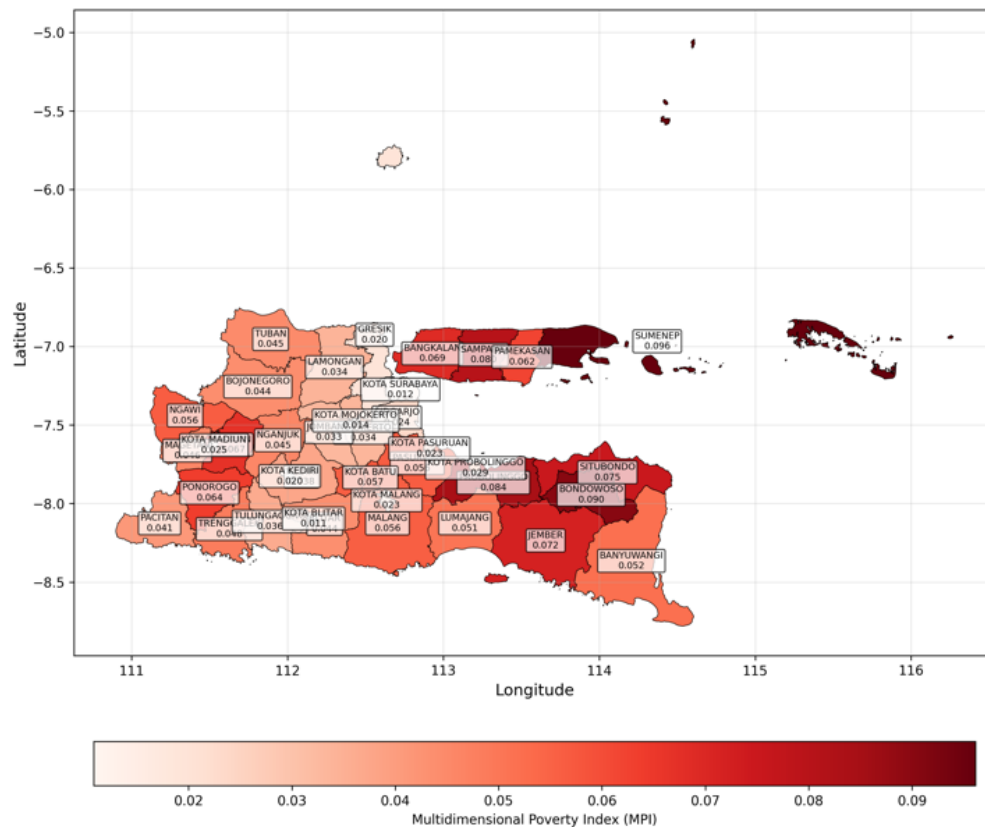 −5.0
−5.5
−6.0
−6.5
−7.0
−7.5
−8.0
−8.5
Latitude
TUBAN
0.045
GRESIK
0.020
LAMONGAN
0.034
BANGKALAN
0.069
PAMEKASAN
0.062
SUMENEP
0.096
BOJONEGORO
0.044
KOTA SURABAYA
0.012
NGAWI
0.056
KOTA MOJOKERTO
0.014
0.033
0.034
KOTA MADIUN
0.025
NGANJUK
0.045
KOTA PASURUAN
0.023
KOTA PROBOLINGGO
0.029
0.084
SITUBONDO
0.075
KOTA KEDIRI
0.020
KOTA BATU
0.057
BONDOWOSO
0.090
PONOROGO
0.064
KOTA MALANG
0.023
PACITAN
0.041
0.036
KOTA BLITAR
0.011
MALANG
0.056
LUMAJANG
0.051
JEMBER
0.072
BANYUWANGI
0.052
111
112
113
114
115
116
Longitude
0.02
0.03
0.04
0.05
0.06
0.07
0.08
0.09
Multidimensional Poverty Index (MPI)